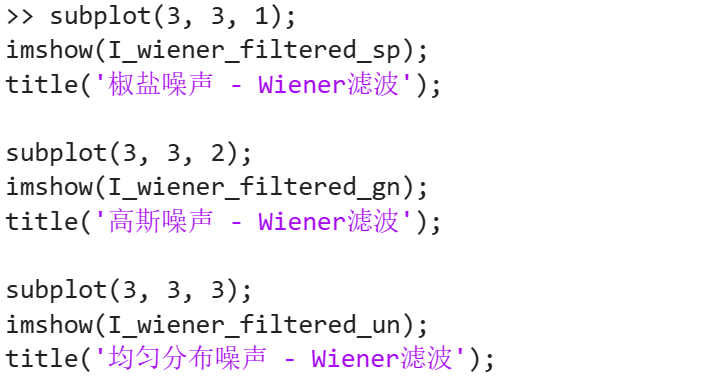 >> subplot(3, 3, 1);
imshow(I_wiener_filtered_sp);
title('椒盐噪声 - Wiener滤波');
subplot(3, 3, 2);
imshow(I_wiener_filtered_gn);
title('高斯噪声 - Wiener滤波');
subplot(3, 3, 3);
imshow(I_wiener_filtered_un);
title('均匀分布噪声 - Wiener滤波');